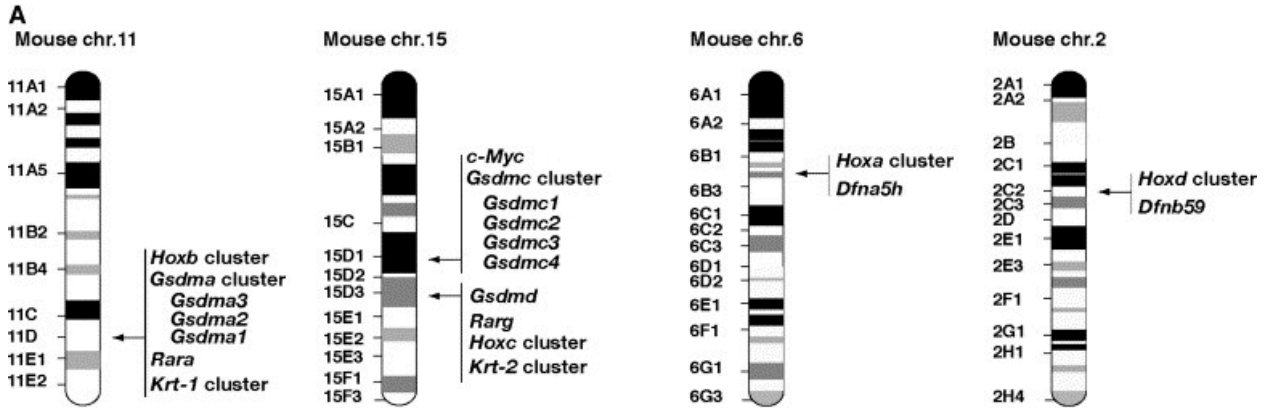 A
Mouse chr.11
11A1
11A2
11A5
11B2
11B4
11C
11D
11E1
11E2
Hoxb cluster
Gsdma cluster
Gsdma3
Gsdma2
Gsdma1
Rara
Krt-1 cluster
Mouse chr.15
15A1
15A2
15B1
15C
15D1
15D2
15D3
15E1
15E2
15E3
15F1
15F3
c-Myc
Gsdmc cluster
Gsdmc1
Gsdmc2
Gsdmc3
Gsdmc4
Gsdmd
Rarg
Hoxc cluster
Krt-2 cluster
Mouse chr.6
6A1
6A2
6B1
6B3
6C1
6C2
6C3
6D1
6D2
6E1
6F1
6G1
6G3
Hoxa cluster
Dfna5h
Mouse chr.2
2A1
2A2
2B
2C1
2C2
2C3
2D
2E1
2E3
2F1
2G1
2H1
2H4
Hoxd cluster
Dfnb59